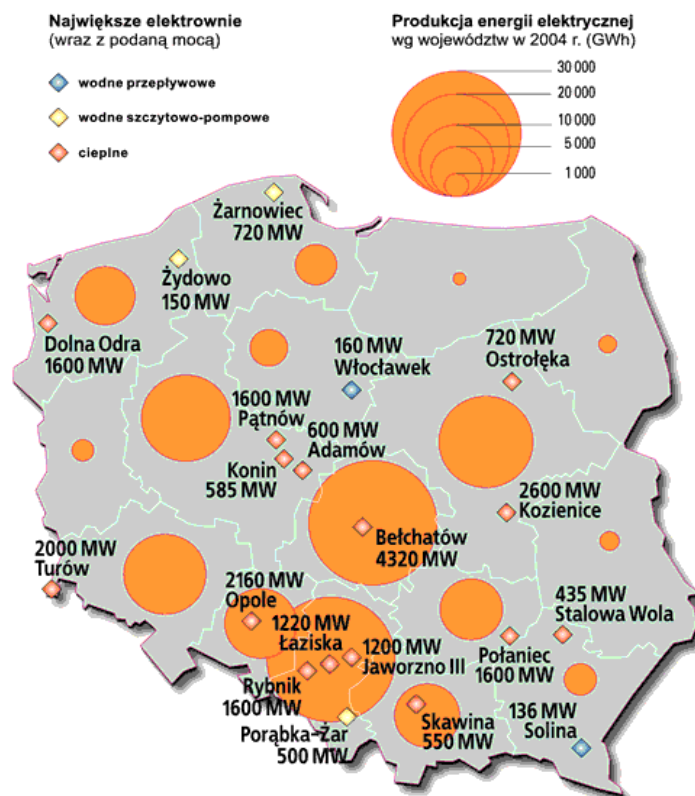 Największe elektrownie
(wraz z podaną mocą)
wodne przepływowe
wodne szczytowo-pompowe
cieplne
Produkcja energii elektrycznej
wg województw w 2004 r. (GWh)
30 000
20 000
10 000
5 000
1 000
Żarnowiec
720 MW
Żydowo
150 MW
Dolna Odra
1600 MW
160 MW
Włocławek
720 MW
Ostrołęka
1600 MW
Pątnów
600 MW
Adamów
Konin
585 MW
2600 MW
Kozienice
Bełchatów
4320 MW
2000 MW
Turów
2160 MW
Opole
435 MW
Stalowa Wola
1220 MW
Łaziska
1200 MW
Jaworzno III
Połaniec
1600 MW
Rybnik
1600 MW
Skawina
550 MW
136 MW
Solina
Porąbka-Żar
500 MW